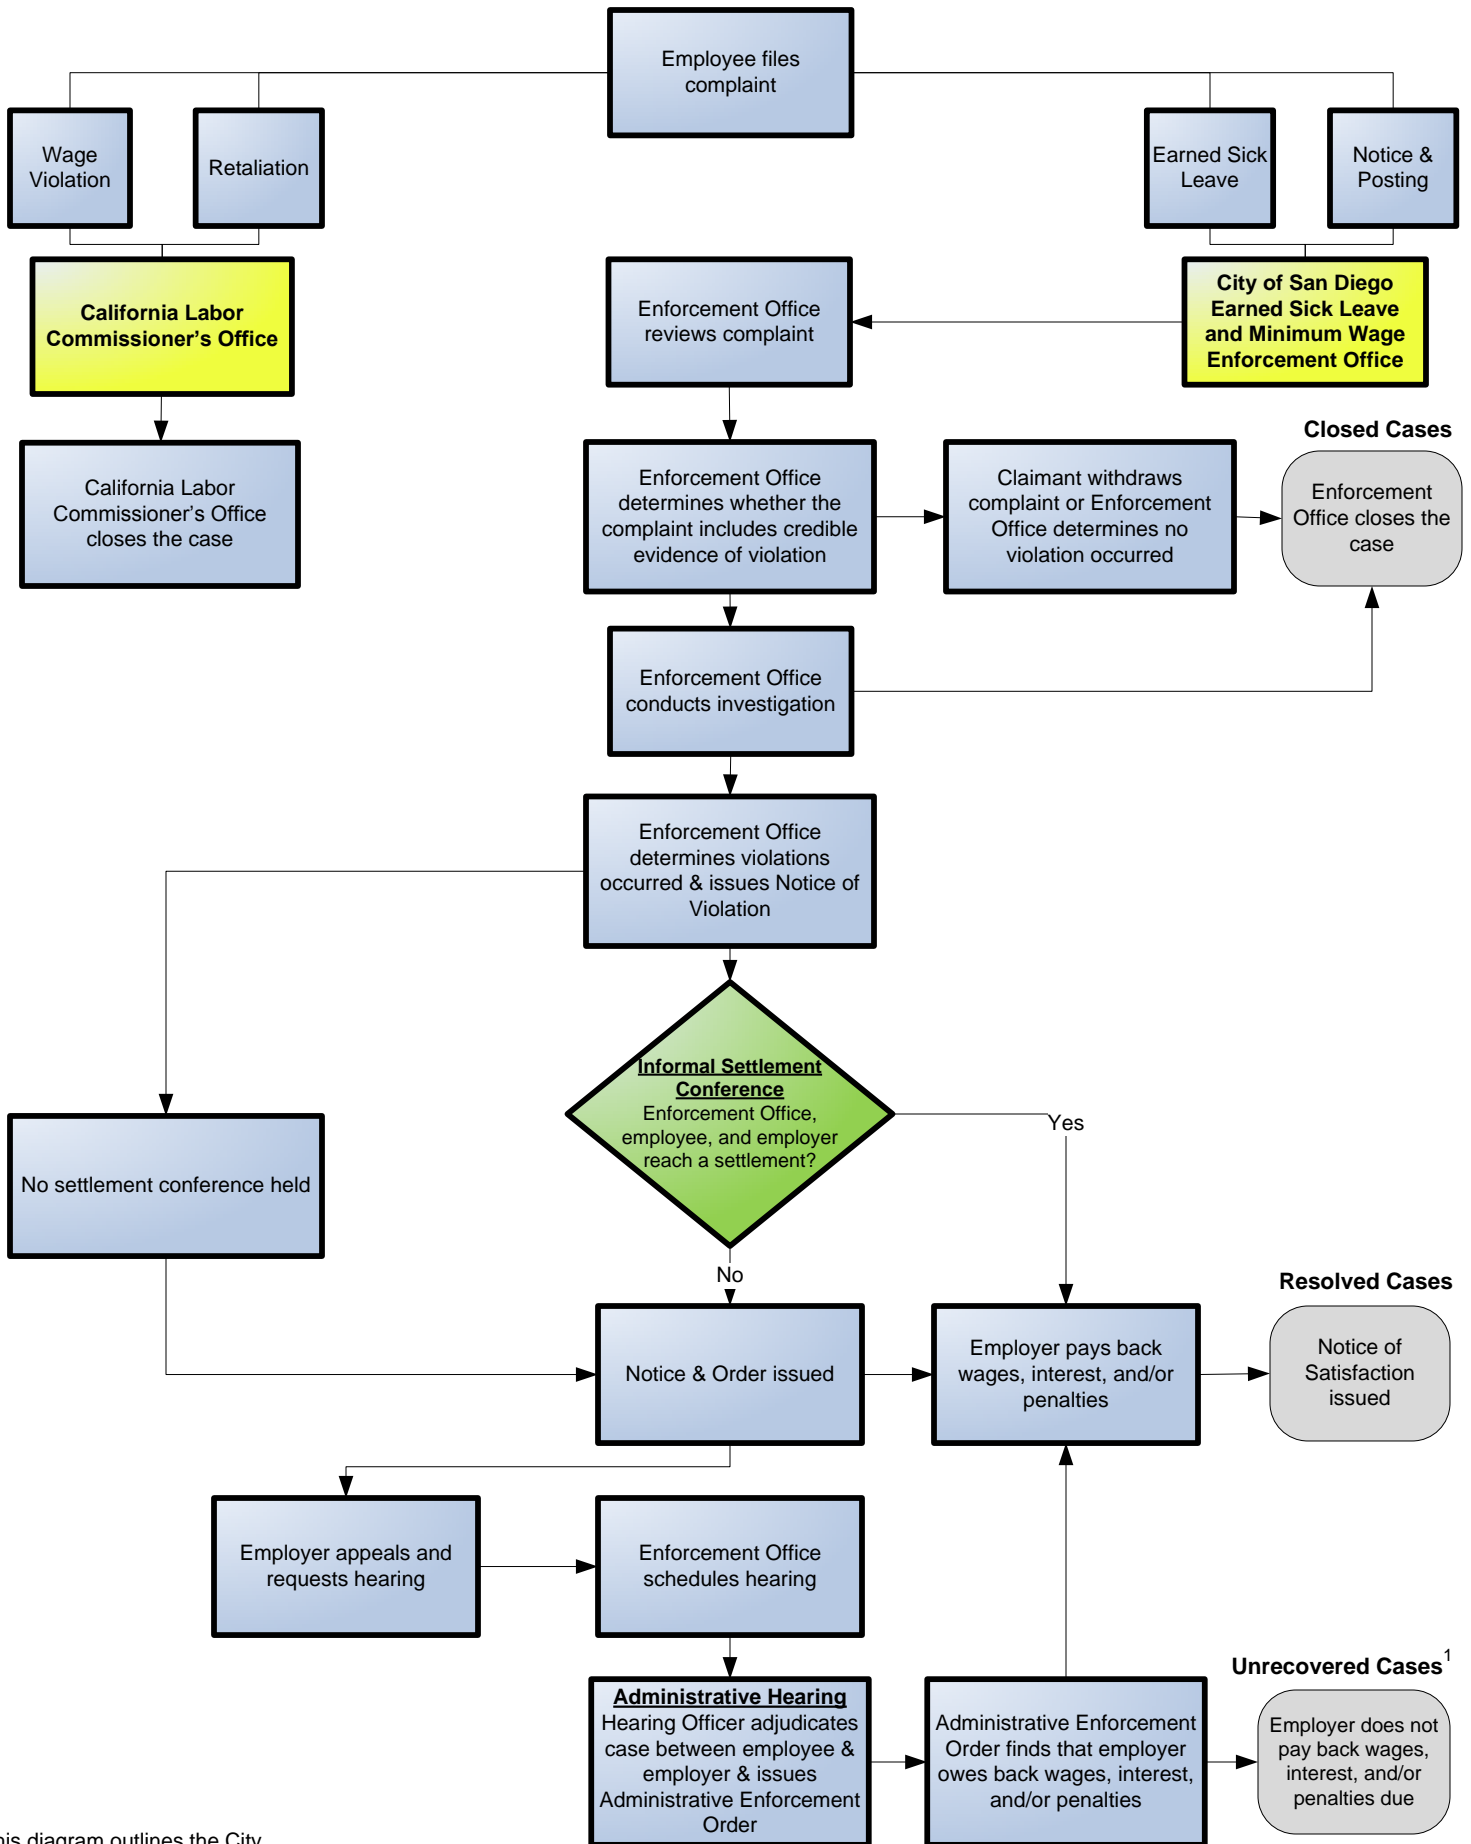 Employee files
complaint
Wage
Violation
Retaliation
Earned Sick
Leave
Notice &
Posting
California Labor
Commissioner's Office
Enforcement Office
reviews complaint
City of San Diego
Earned Sick Leave
and Minimum Wage
Enforcement Office
California Labor
Commissioner's Office
closes the case
Enforcement Office
determines whether the
complaint includes credible
evidence of violation
Claimant withdraws
complaint or Enforcement
Office determines no
violation occurred
Closed Cases
Enforcement
Office closes the
case
Enforcement Office
conducts investigation
Enforcement Office
determines violations
occurred & issues Notice of
Violation
Informal Settlement
Conference
Enforcement Office,
employee, and employer
reach a settlement?
Yes
No settlement conference held
No
Notice & Order issued
Employer pays back
wages, interest, and/or
penalties
Resolved Cases
Notice of
Satisfaction
issued
Employer appeals and
requests hearing
Enforcement Office
schedules hearing
Administrative Hearing
Hearing Officer adjudicates
case between employee &
employer & issues
Administrative Enforcement
Order
Administrative Enforcement
Order finds that employer
owes back wages, interest,
and/or penalties
Unrecovered Cases1
Employer does not
pay back wages,
interest, and/or
penalties due
diagram outlines the City